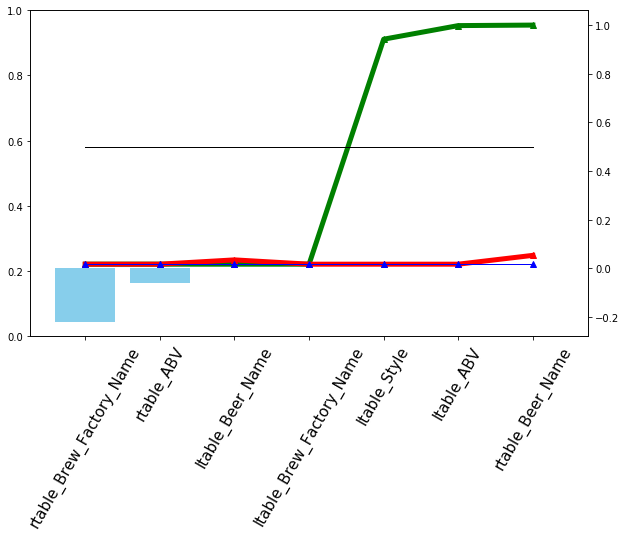 1.0
0.8
0.6
0.4
0.2
0.0
1.0
0.8
0.6
0.4
0.2
0.0
−0.2
rtable_Brew_Factory_Name
rtable_ABV
ltable_Beer_Name
ltable_Brew_Factory_Name
ltable_Style
ltable_ABV
rtable_Beer_Name